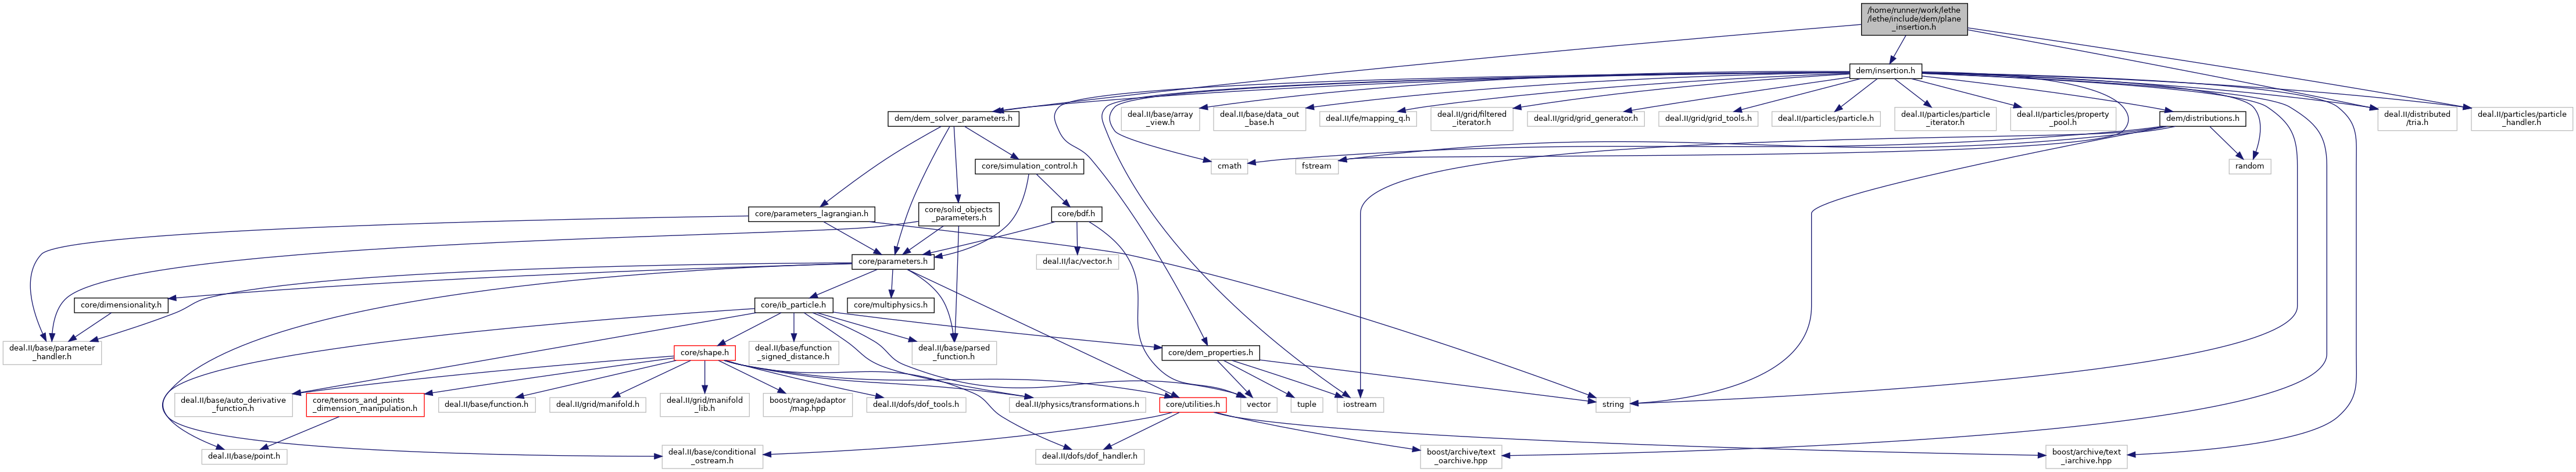 /home/runner/work/lethe
/lethe/include/dem/plane
_insertion.h
dem/insertion.h
dem/dem_solver_parameters.h
deal.II/base/array
_view.h
deal.II/base/data_out
_base.h
deal.II/fe/mapping_q.h
deal.II/grid/filtered
_iterator.h
deal.II/grid/grid_generator.h
deal.II/grid/grid_tools.h
deal.II/particles/particle.h
deal.II/particles/particle
_iterator.h
deal.II/particles/property
_pool.h
dem/distributions.h
deal.II/distributed
/tria.h
deal.II/particles/particle
_handler.h
core/simulation_control.h
cmath
fstream
random
core/parameters_lagrangian.h
core/solid_objects
_parameters.h
core/bdf.h
core/parameters.h
deal.II/lac/vector.h
core/dimensionality.h
core/ib_particle.h
core/multiphysics.h
deal.II/base/parameter
_handler.h
core/shape.h
deal.II/base/function
_signed_distance.h
deal.II/base/parsed
_function.h
core/dem_properties.h
deal.II/base/auto_derivative
_function.h
core/tensors_and_points
_dimension_manipulation.h
deal.II/base/function.h
deal.II/grid/manifold.h
deal.II/grid/manifold
_lib.h
boost/range/adaptor
/map.hpp
deal.II/dofs/dof_tools.h
deal.II/physics/transformations.h
core/utilities.h
vector
tuple
iostream
string
deal.II/base/point.h
deal.II/base/conditional
_ostream.h
deal.II/dofs/dof_handler.h
boost/archive/text
_oarchive.hpp
boost/archive/text
_iarchive.hpp